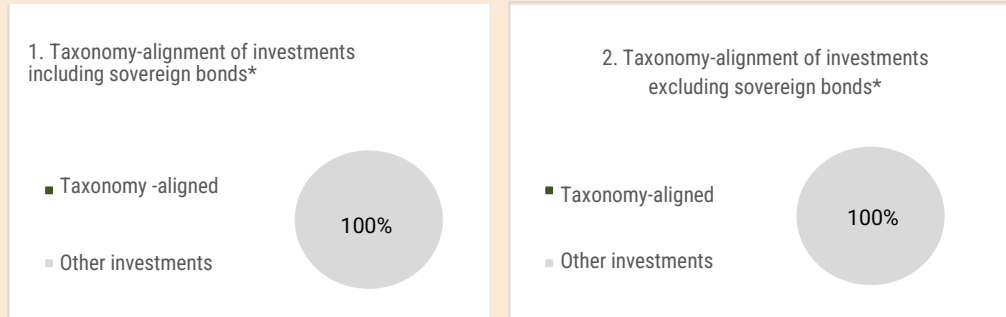 1. Taxonomy-alignment of investments
including sovereign bonds*
Taxonomy -aligned
100%
Other investments
2. Taxonomy-alignment of investments
excluding sovereign bonds*
Taxonomy-aligned
100%
Other investments